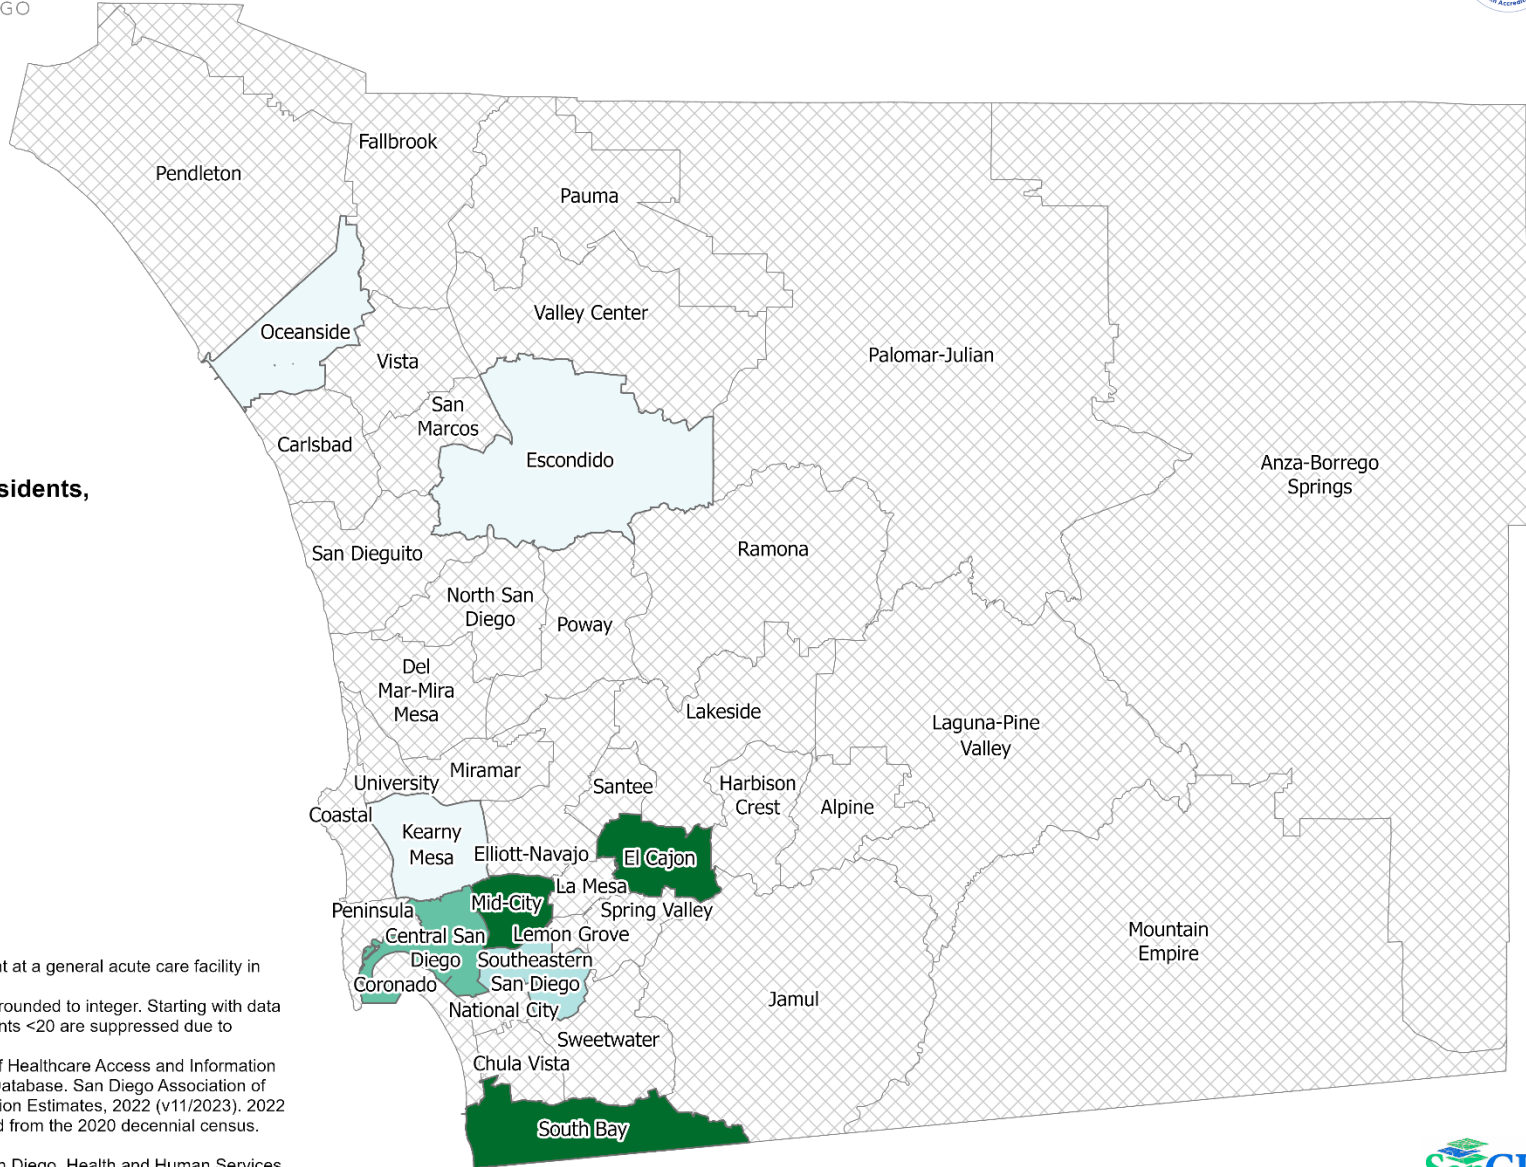 GO
Accredit
Fallbrook
Pendleton
Pauma
Oceanside
Valley Center
Vista
Palomar-Julian
San
Marcos
Carlsbad
Escondido
Anza-Borrego
Springs
sidents,
San Dieguito
Ramona
North San
Diego
Poway
Del
Mar-Mira
Mesa
Lakeside
Laguna-Pine
Valley
Miramar
University
Santee
Harbison
Crest
Alpine
Coastal
Kearny
Mesa
Elliott-Navajo
El Cajon
La Mesa
Mid-City
Peninsula
Spring Valley
Central San
Diego
Lemon Grove
Mountain
Empire
Southeastern
San Diego
Coronado
National City
Jamul
Sweetwater
Chula Vista
South Bay
nt at a general acute care facility in
rounded to integer. Starting with data
nts <20 are suppressed due to
f Healthcare Access and Information
Database. San Diego Association of
ion Estimates, 2022 (v11/2023). 2022
d from the 2020 decennial census.
n Diego, Health and Human Services